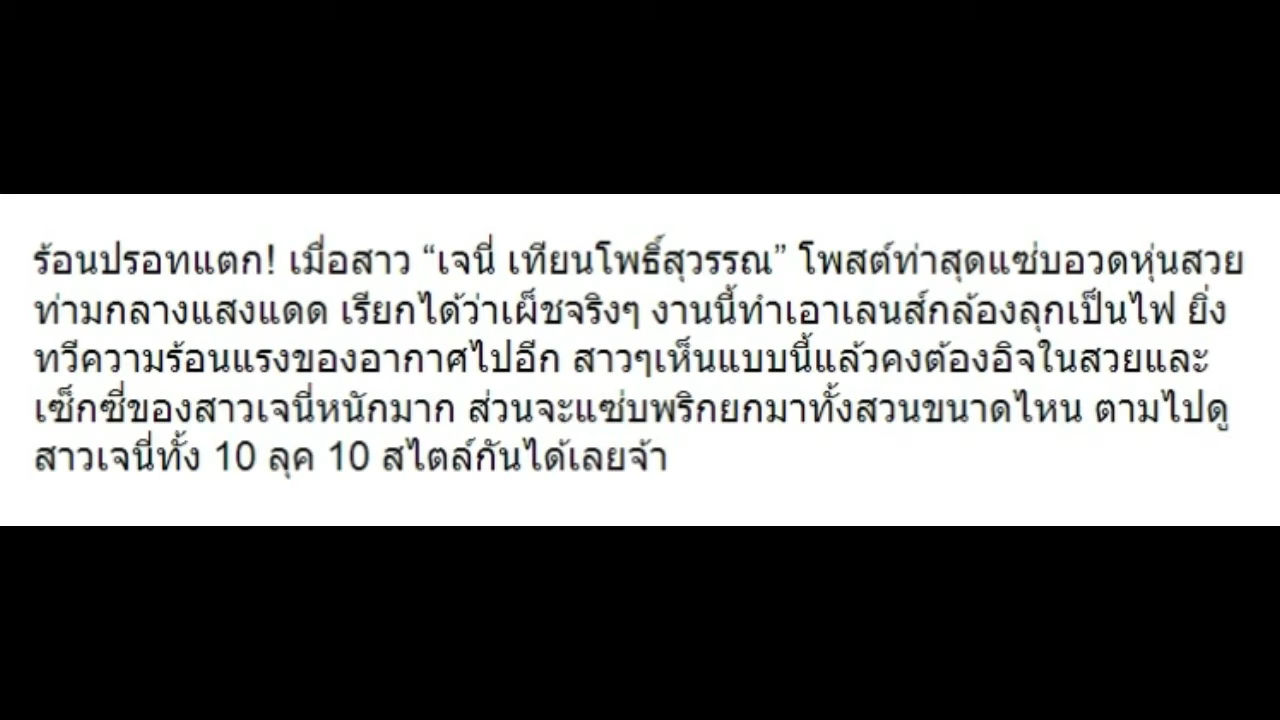 ร้อนปรอทแตก! เมื่อสาว “เจนี่ เทียนโพธิ์สุวรรณ” โพสต์ท่าสุดแซ่บอวดหุ่นสวย
ท่ามกลางแสงแดด เรียกได้ว่าเผ็ชจริงๆ งานนี้ทำเอาเลนส์กล้องลุกเป็นไฟ ยิ่ง
ทวีความร้อนแรงของอากาศไปอีก สาวๆเห็นแบบนี้แล้วคงต้องอิจในสวยและ
เซ็กซี่ของสาวเจนี่หนักมาก ส่วนจะแซ่บพริกยกมาทั้งสวนขนาดไหน ตามไปดู
สาวเจนี่ทั้ง 10 ลุค 10 สไตล์กันได้เลยจ้า